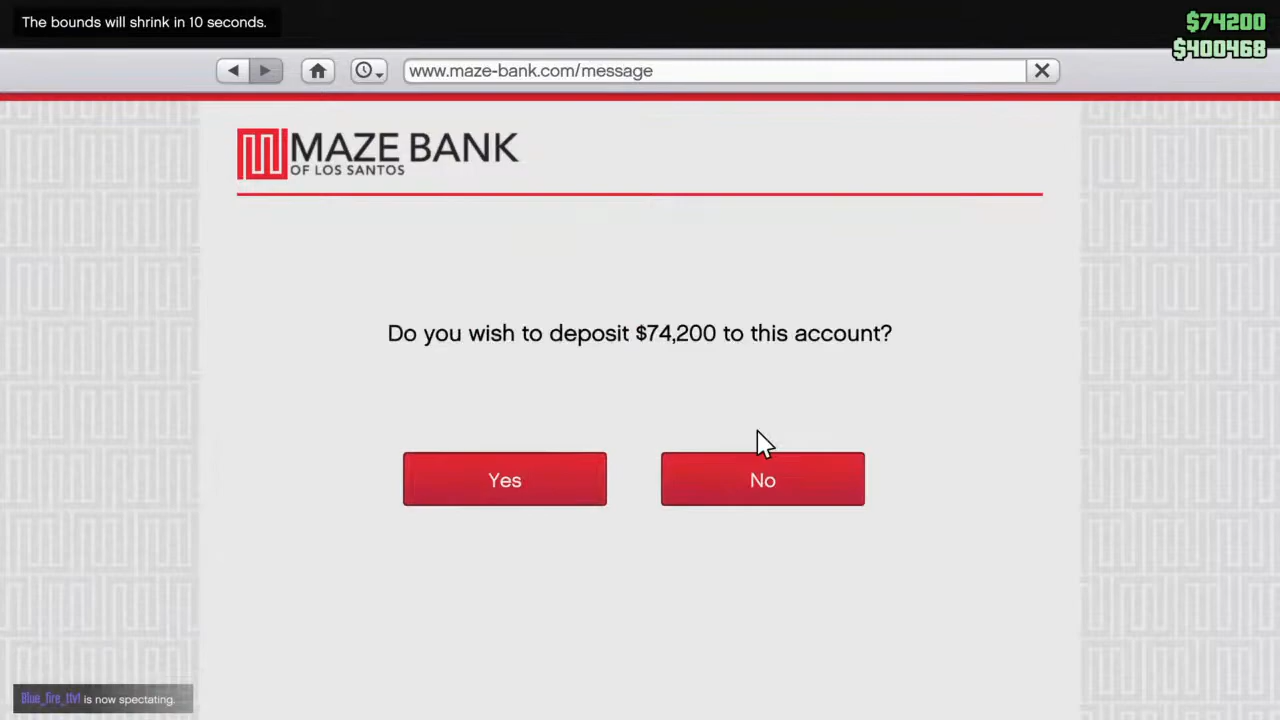 The bounds will shrink in 10 seconds.
$74200
$400468
www.maze-bank.com/message
MAZE BANK
OF LOS SANTOS
Do you wish to deposit $74,200 to this account?
Yes
No
Blue_fire_ttv1 is now spectating.